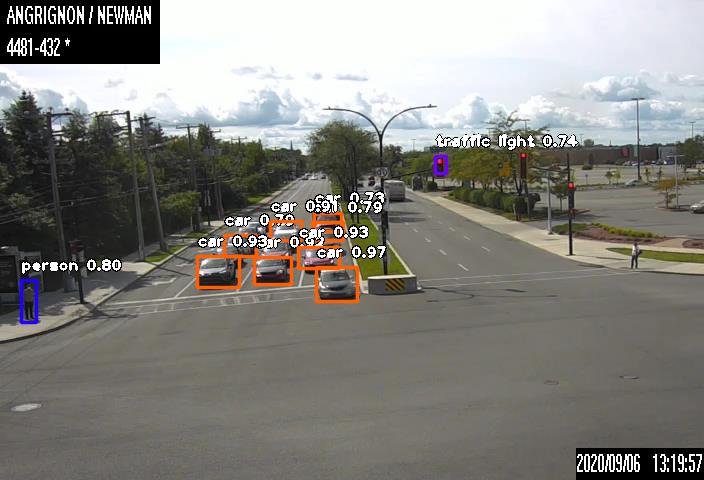 ANGRIGNON / NEWMAN
4481-432 *
traffic light 0.74
car 0.73
car 0.91
0.79
car 0.79
car 0.93
car 0.93
car 0.92
car 0.97
person 0.80
2020/09/06 13:19:57